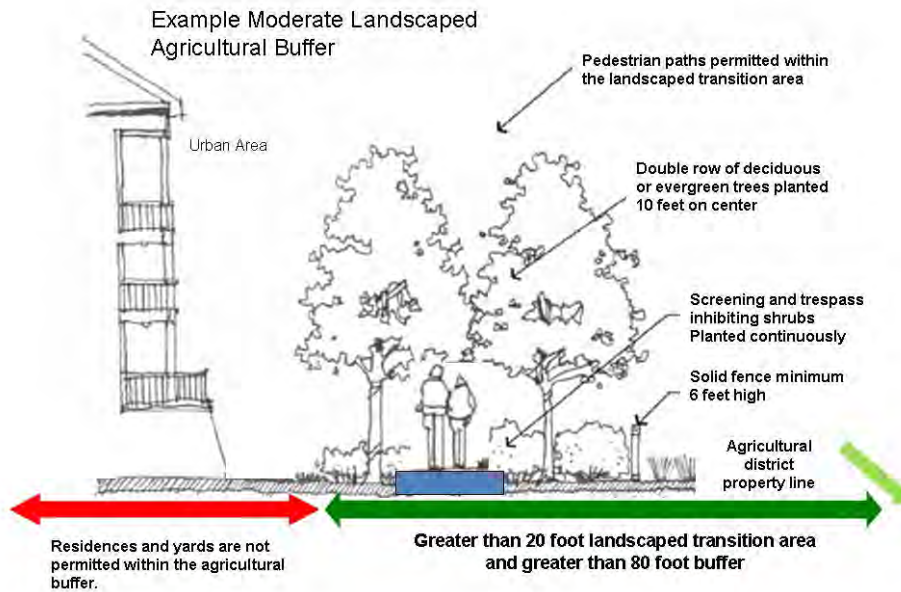 Example Moderate Landscaped
Agricultural Buffer
Pedestrian paths permitted within
the landscaped transition area
Urban Area
Double row of deciduous
or evergreen trees planted
10 feet on center
Screening and trespass
inhibiting shrubs
Planted continuously
Solid fence minimum
6 feet high
Agricultural
district
property line
Residences and yards are not
permitted within the agricultural
buffer.
Greater than 20 foot landscaped transition area
and greater than 80 foot buffer